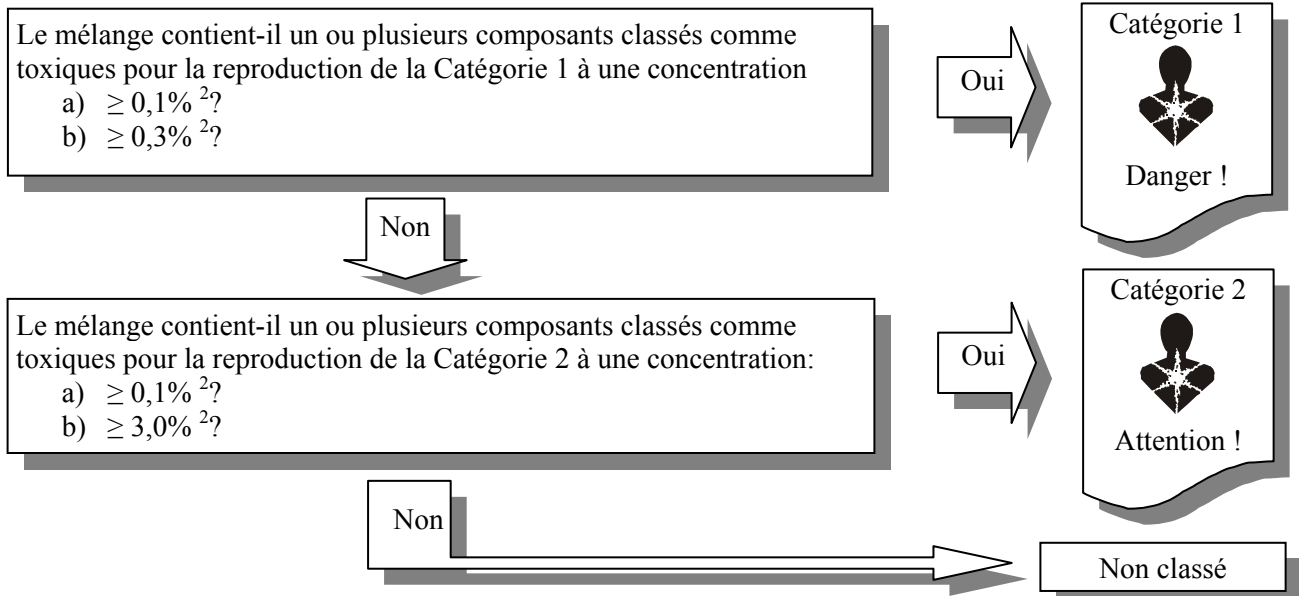 Le mélange contient-il un ou plusieurs composants classés comme
toxiques pour la reproduction de la Catégorie 1 à une concentration
a) ≥ 0,1% ²?
b) ≥ 0,3% ²?
Oui
Catégorie 1
Danger !
Non
Le mélange contient-il un ou plusieurs composants classés comme
toxiques pour la reproduction de la Catégorie 2 à une concentration:
a) ≥ 0,1% ²?
b) ≥ 3,0% ²?
Oui
Catégorie 2
Attention !
Non
Non classé